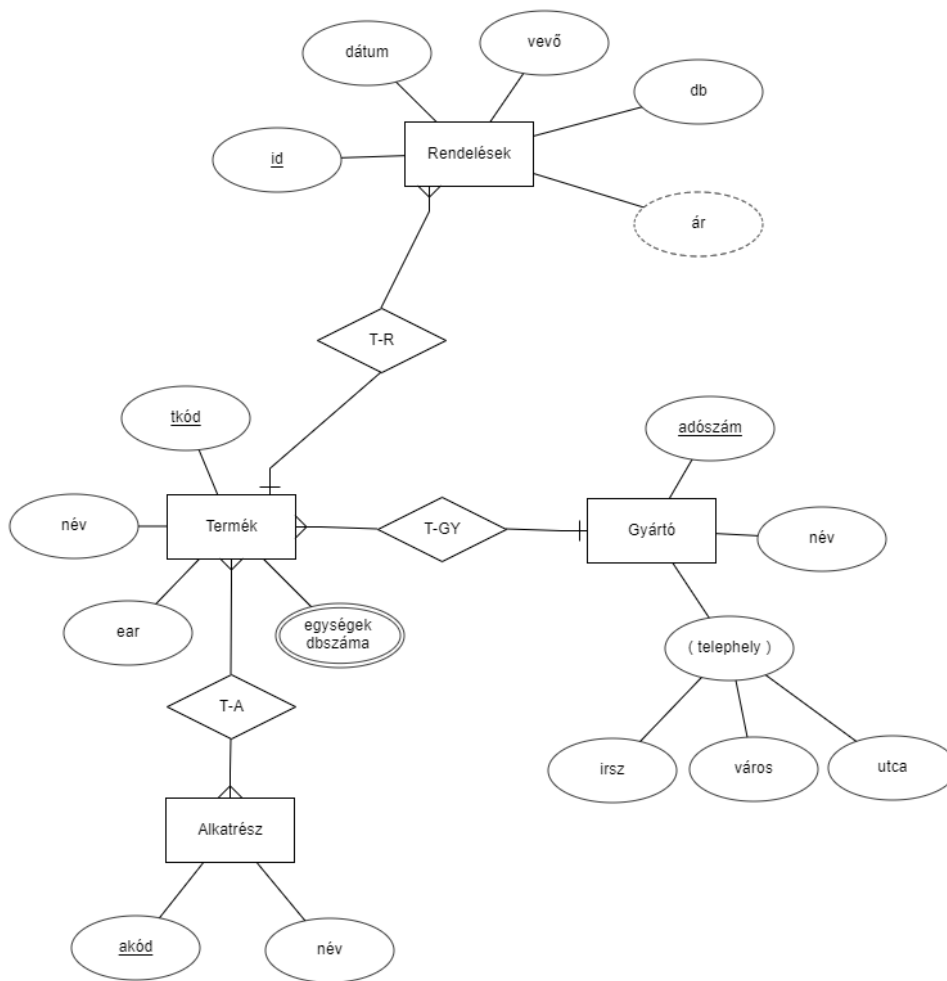 vevő
dátum
db
Rendelések
id
ár
T-R
tkód
adószám
név
Termék
T-GY
Gyártó
név
ear
egységek
dbszáma
( telephely )
T-A
irsz
város
utca
Alkatrész
akód
név